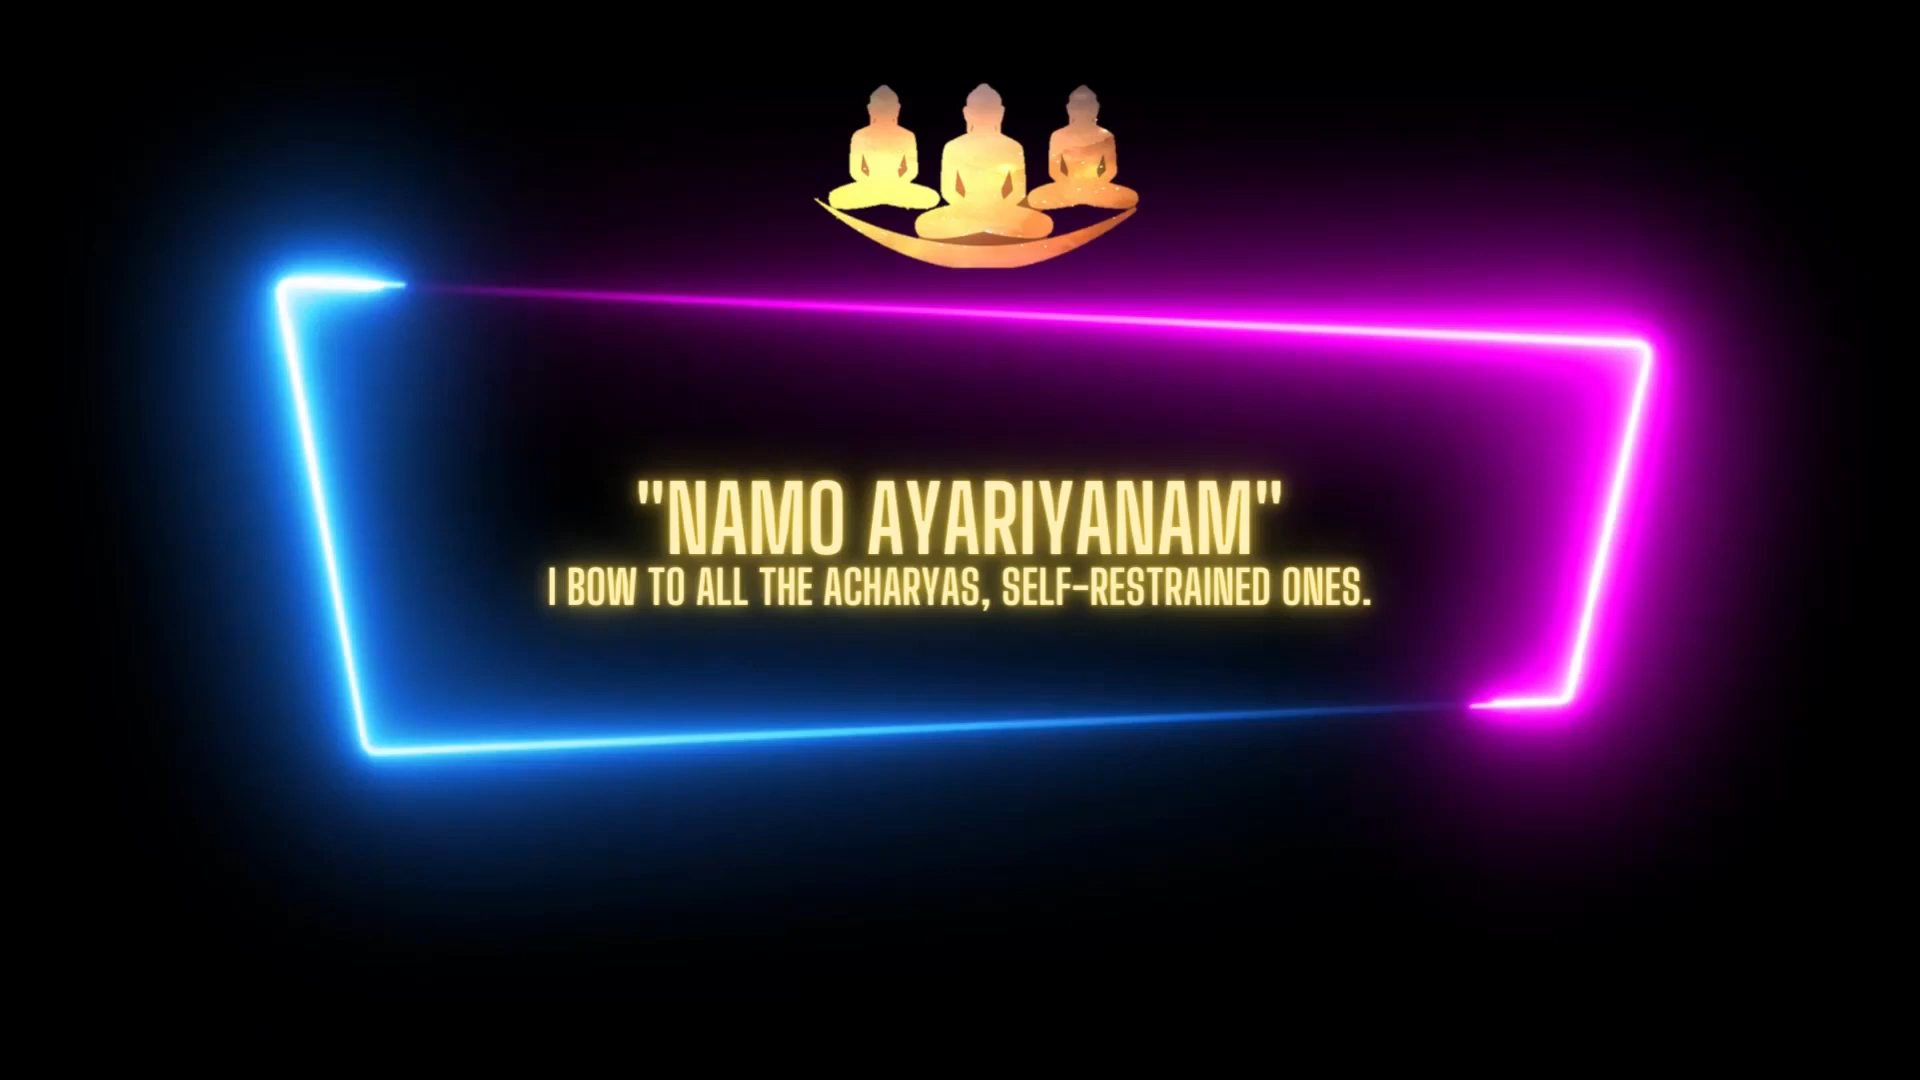 "NAMO AYARIYANAM"
I BOW TO ALL THE ACHARYAS, SELF-RESTRAINED ONES.